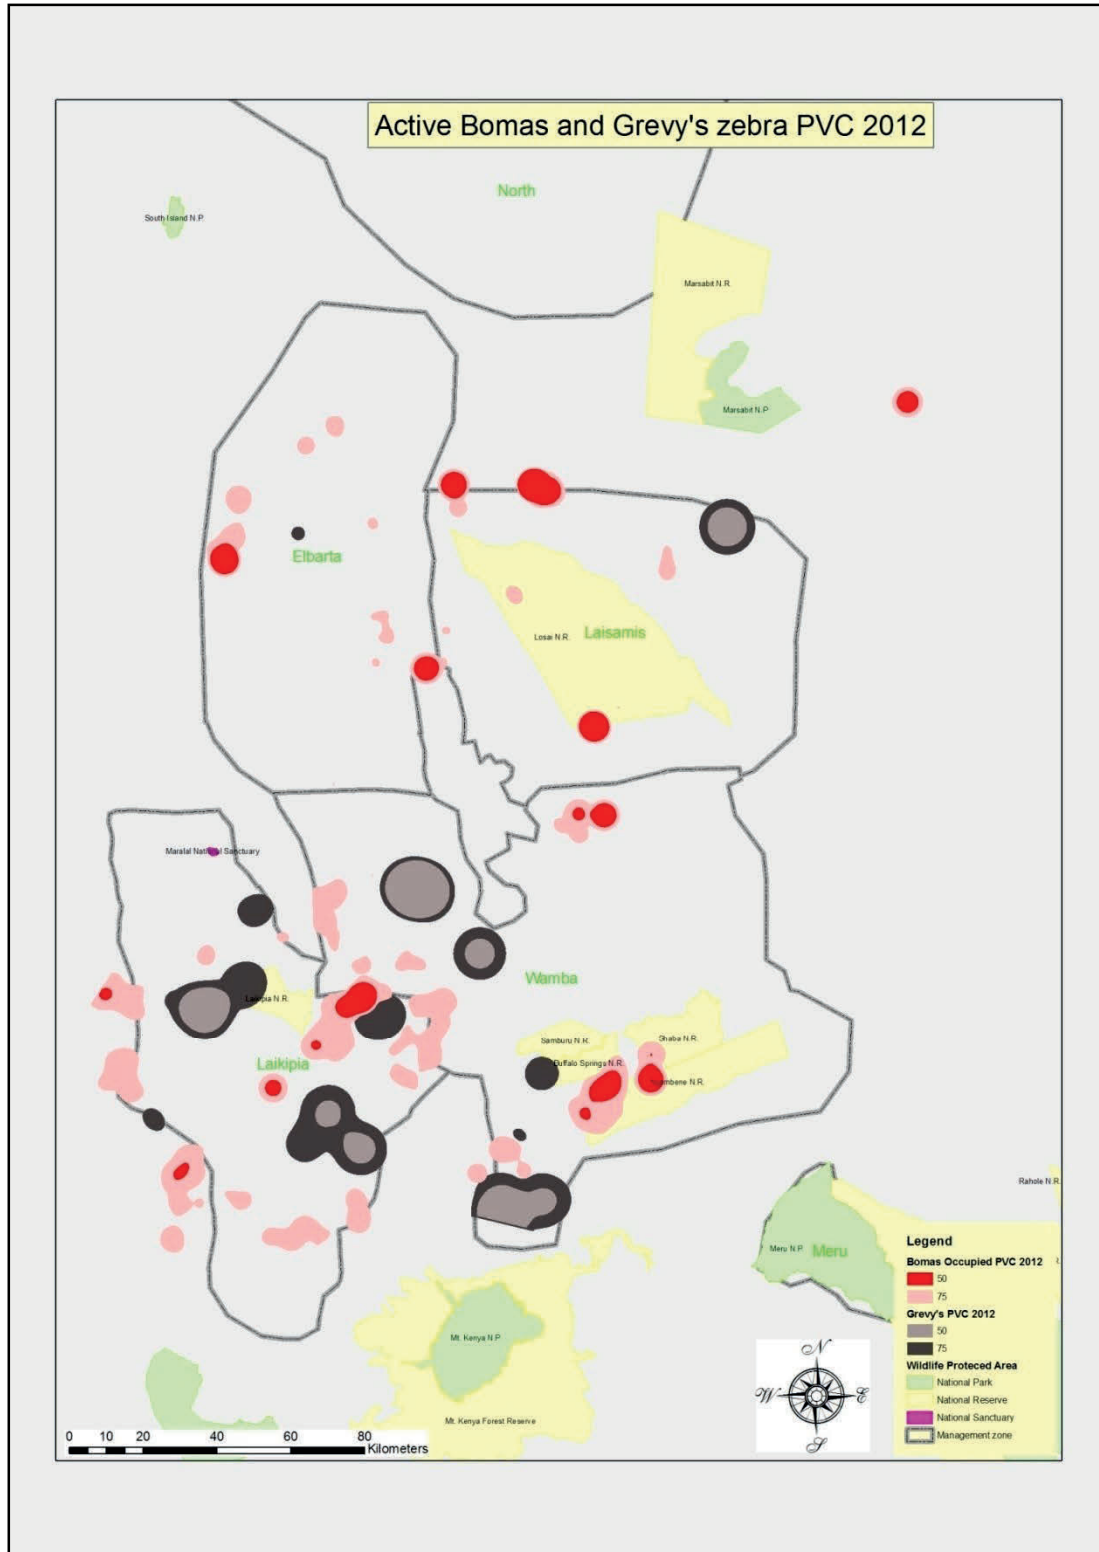 Active Bomas and Grevy's zebra PVC 2012
North
South Island N.P.
Marsabit N.R.
Marsabit N.P
Elbarta
Losai N.R.
Laisamis
Maralal National Sanctuary
Wamba
Laikipia N.R.
Samburu N.R.
Shaba N.R.
Buffalo Springs N.R.
N.R.
Laikipia
Rahole N.R.
Meru N.P.
Meru
Mt. Kenya N.P
Mt. Kenya Forest Reserve
Legend
Bomas Occupied PVC 2012
50
75
Grevy's PVC 2012
50
75
Wildlife Proteced Area
National Park
National Reserve
National Sanctuary
Management zone
N
W E
S
0 10 20 40 60 80
Kilometers